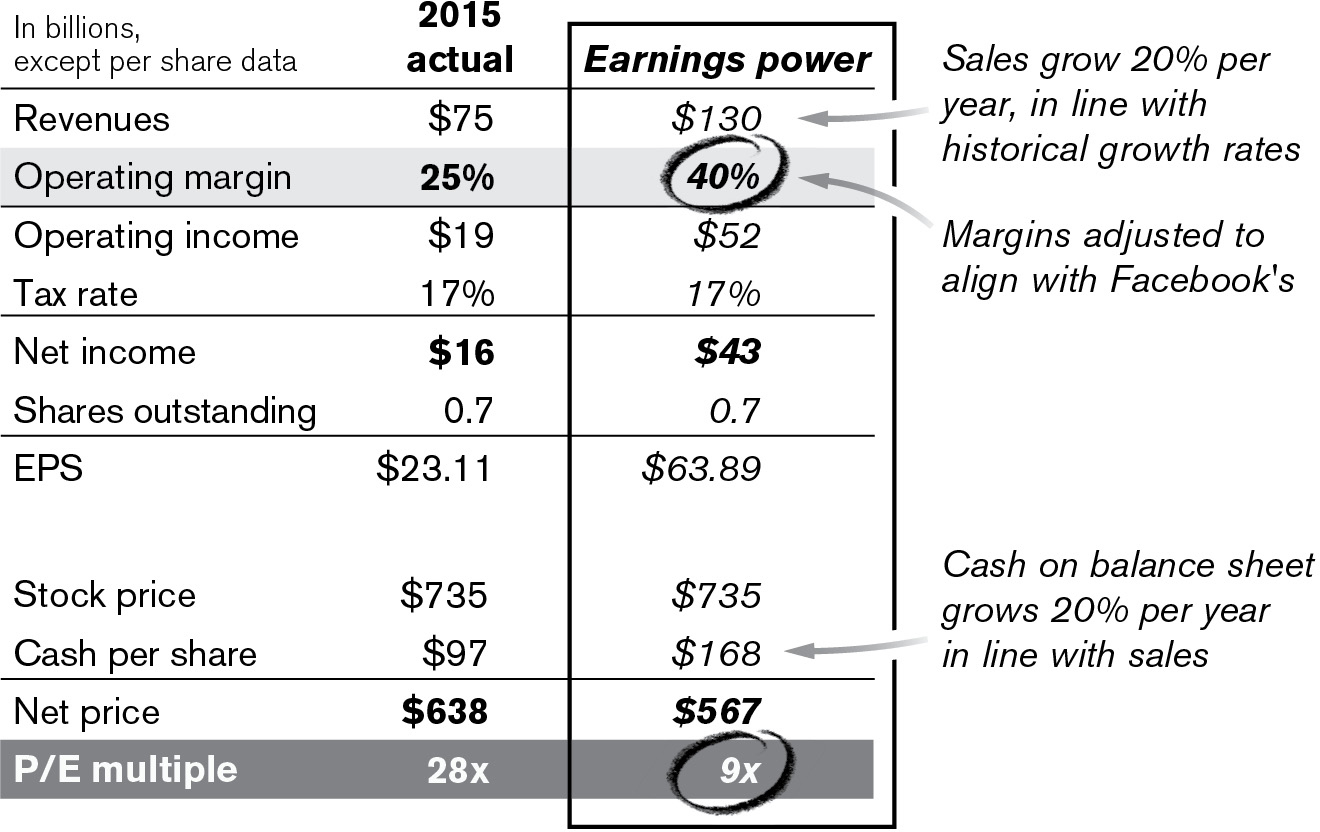 In billions,
except per share data
2015
actual
Earnings power
Revenues $75 $130
Operating margin 25% 40%
Operating income $19 $52
Tax rate 17% 17%
Net income $16 $43
Shares outstanding 0.7 0.7
EPS $23.11 $63.89
Stock price $735 $735
Cash per share $97 $168
Net price $638 $567
P/E multiple 28x 9x
Sales grow 20% per
year, in line with
historical growth rates
Margins adjusted to
align with Facebook's
Cash on balance sheet
grows 20% per year
in line with sales